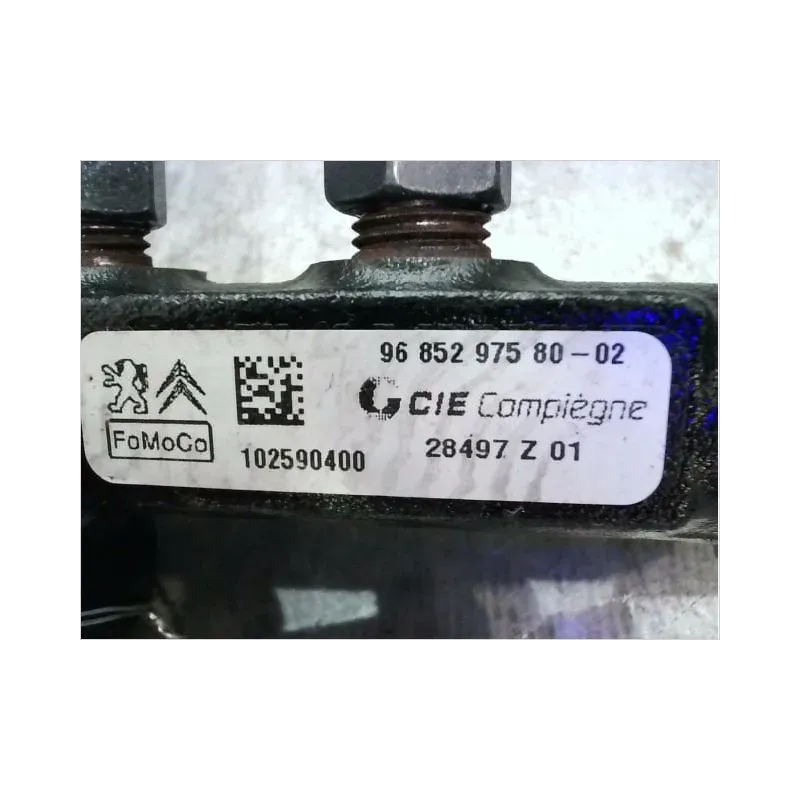 96 852 975 80-02
CIE Compiègne
FoMoCo
102590400
28497 Z 01